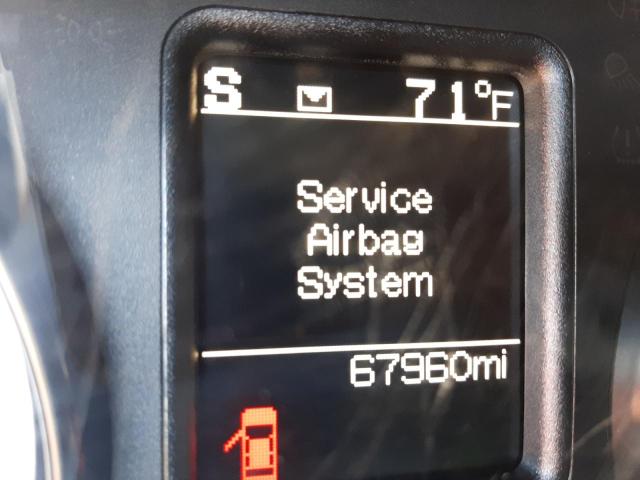 S 71°F
Service
Airbag
System
67960mi